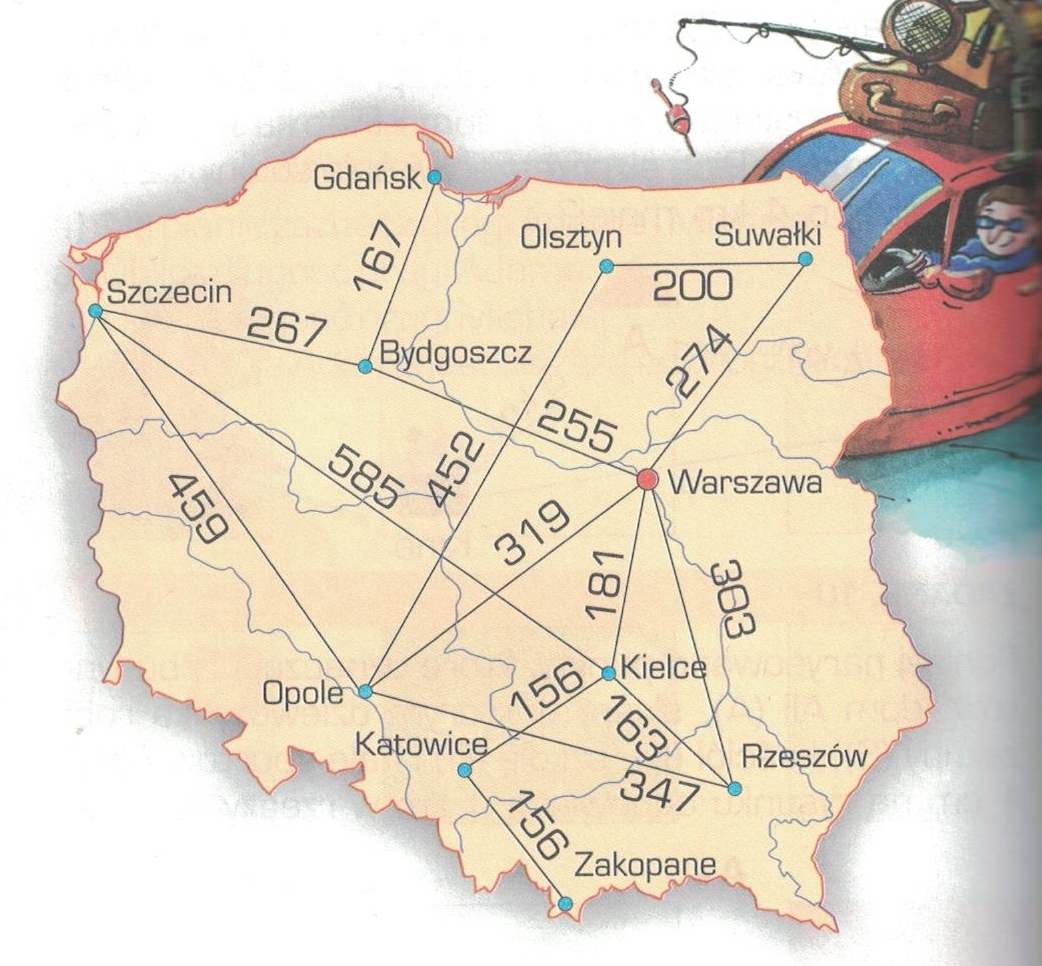 Gdańsk
167
Olsztyn
Suwałki
200
Szczecin
267
Bydgoszcz
274
255
452
585
459
Warszawa
319
181
303
Opole
Kielce
156
163
Katowice
Rzeszów
347
156
Zakopane